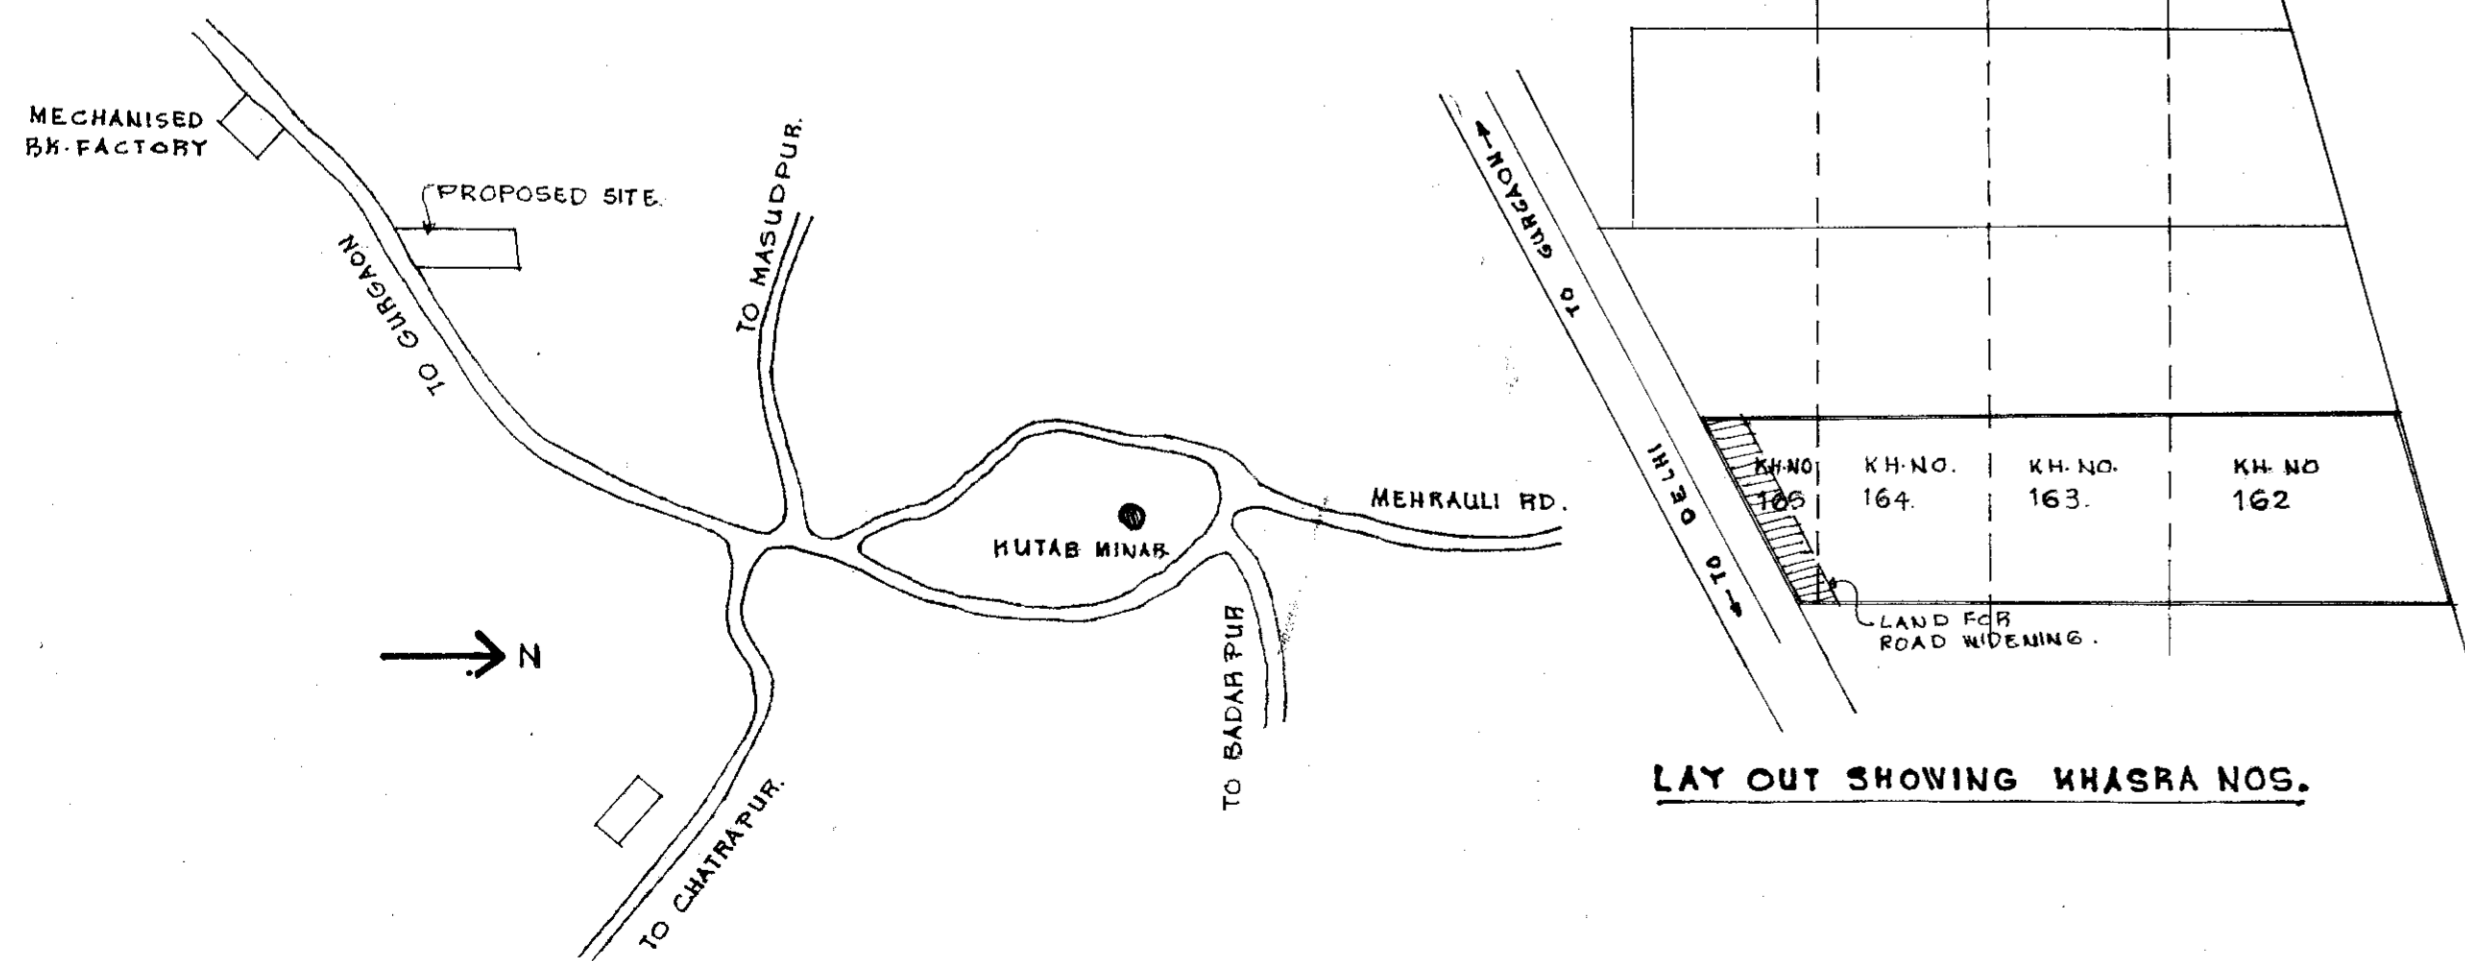 MECHANISED
BK. FACTORY
PROPOSED SITE.
TO GURGAON
TO MASUDPUR.
KUTAB MINAR
MEHRAULI RD.
TO BADARPUR
TO CHATRAPUR.
N
TO GURGAON
TO DELHI
KH.NO
165
KH.NO.
164.
KH. NO.
163.
KH. NO
162
LAND FOR
ROAD WIDENING.
LAY OUT SHOWING KHASRA NOS.